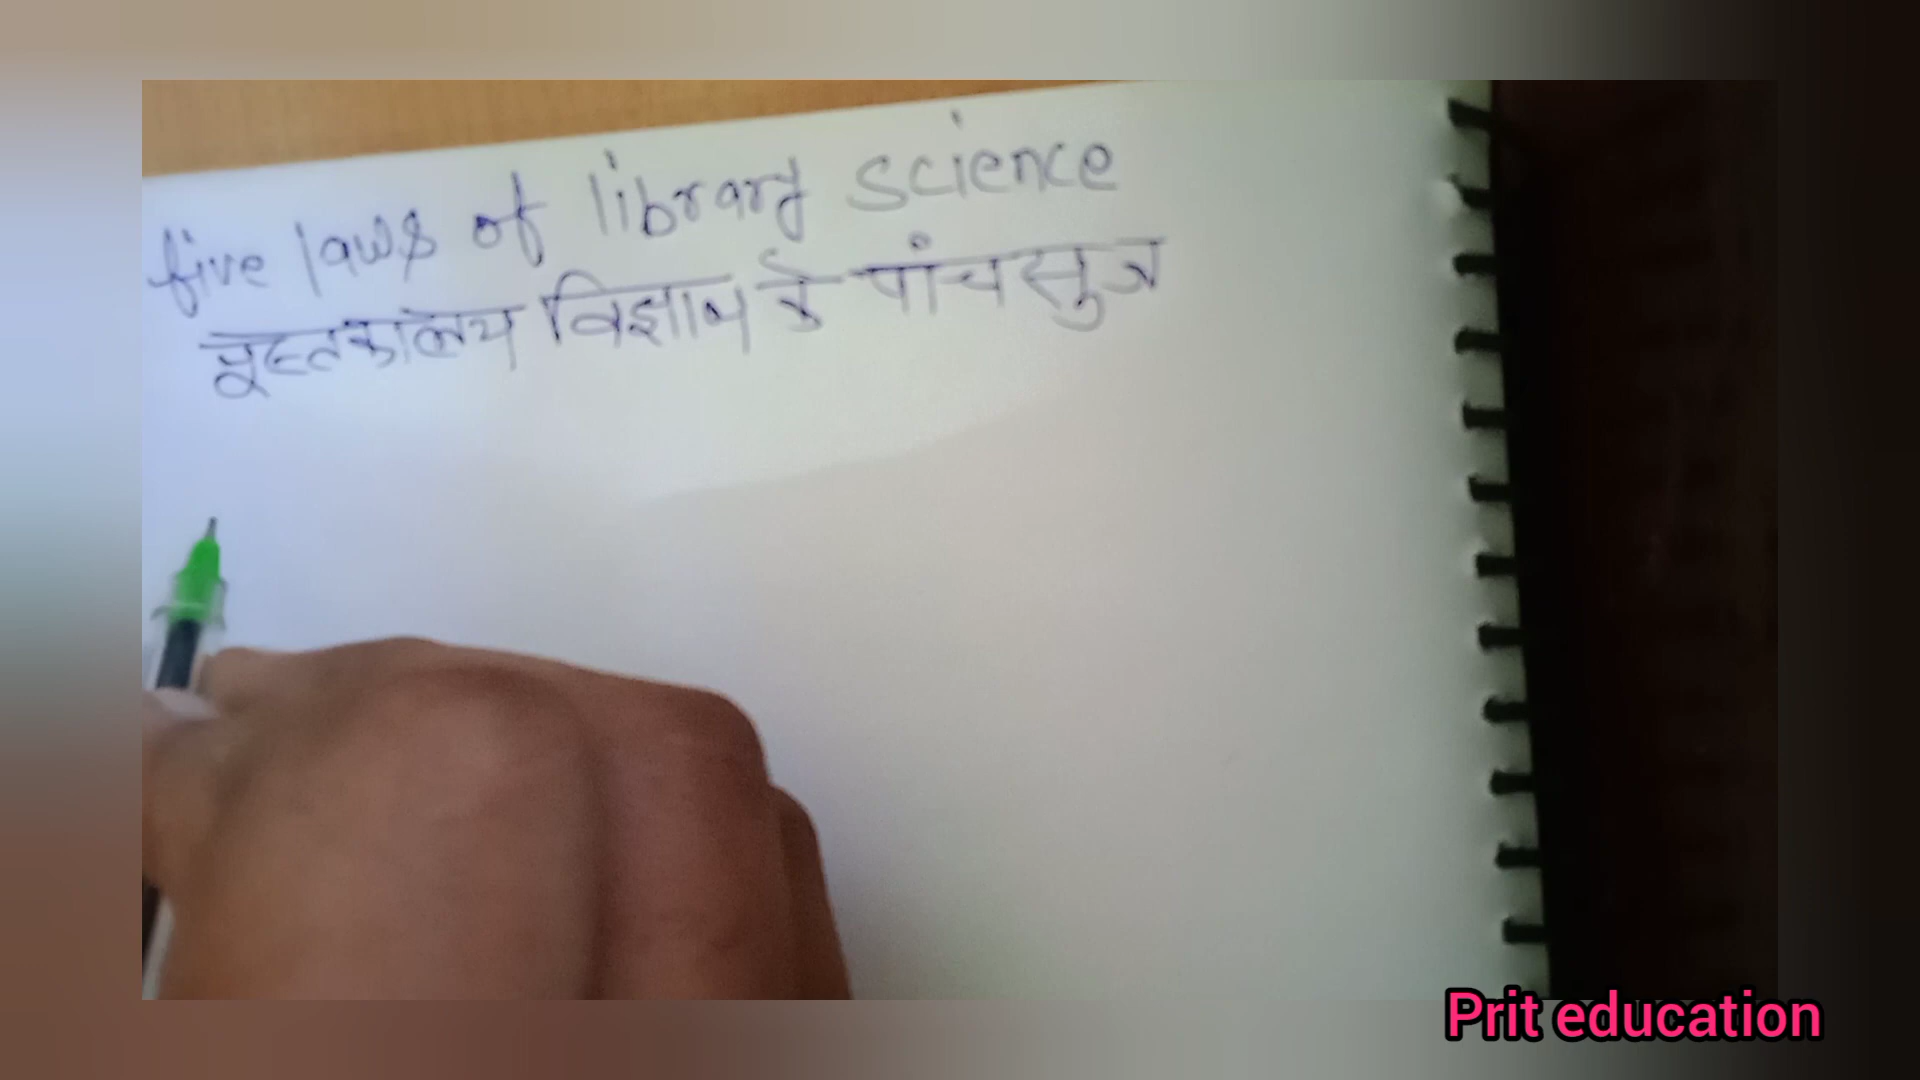 five laws of library science
पूस्तकालय विज्ञान के पांच सुत्र
Prit education